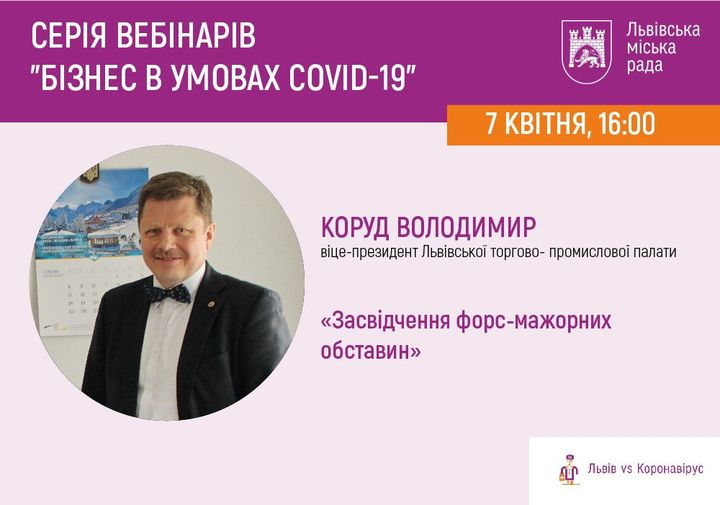 СЕРІЯ ВЕБІНАРІВ
"БІЗНЕС В УМОВАХ COVID-19"
Львівська
міська
рада
7 КВІТНЯ, 16:00
КОРУД ВОЛОДИМИР
віце-президент Львівської торгово- промислової палати
«Засвідчення форс-мажорних
обставин»
Львів vs Коронавірус